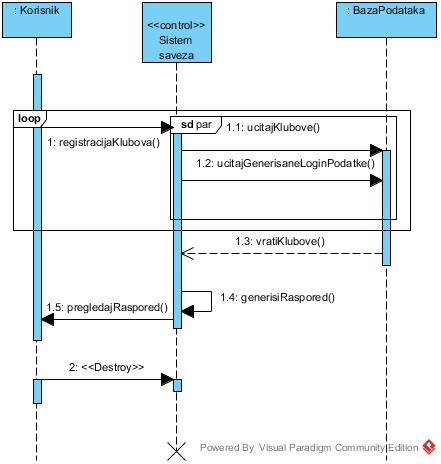 : Korisnik
<<control>>
Sistem
saveza
: BazaPodataka
loop
sd par
1.1: ucitajKlubove()
1: registracijaKlubova()
1.2: ucitajGenerisaneLoginPodatke()
1.3: vratiKlubove()
1.4: generisiRaspored()
1.5: pregledajRaspored()
2: <<Destroy>>
Powered By Visual Paradigm Community Edition